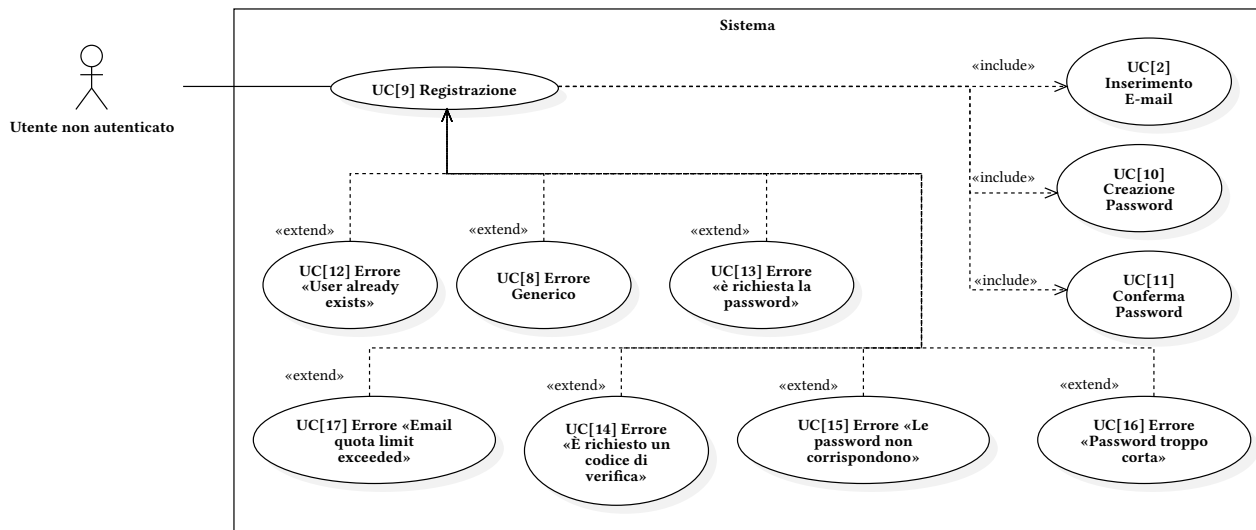 Sistema
Utente non autenticato
UC[9] Registrazione
«include»
UC[2]
Inserimento
E-mail
«include»
UC[10]
Creazione
Password
«include»
UC[11]
Conferma
Password
«extend»
UC[12] Errore
«User already
exists»
«extend»
UC[8] Errore
Generico
«extend»
UC[13] Errore
«è richiesta la
password»
«extend»
UC[17] Errore «Email
quota limit
exceeded»
«extend»
UC[14] Errore
«È richiesto un
codice di
verifica»
«extend»
UC[15] Errore «Le
password non
corrispondono»
«extend»
UC[16] Errore
«Password troppo
corta»